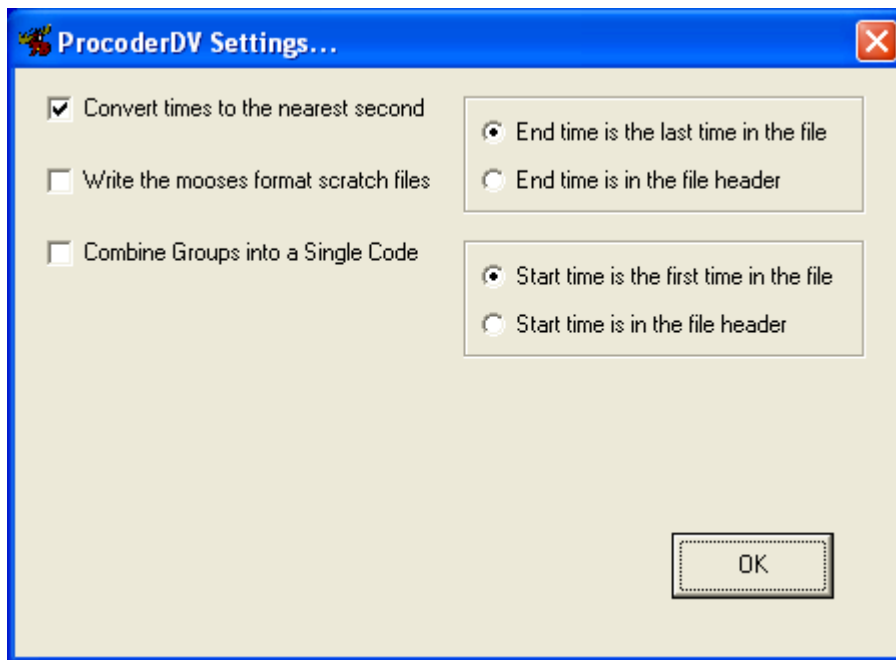 ProcoderDV Settings...
Convert times to the nearest second
Write the mooses format scratch files
Combine Groups into a Single Code
End time is the last time in the file
End time is in the file header
Start time is the first time in the file
Start time is in the file header
OK